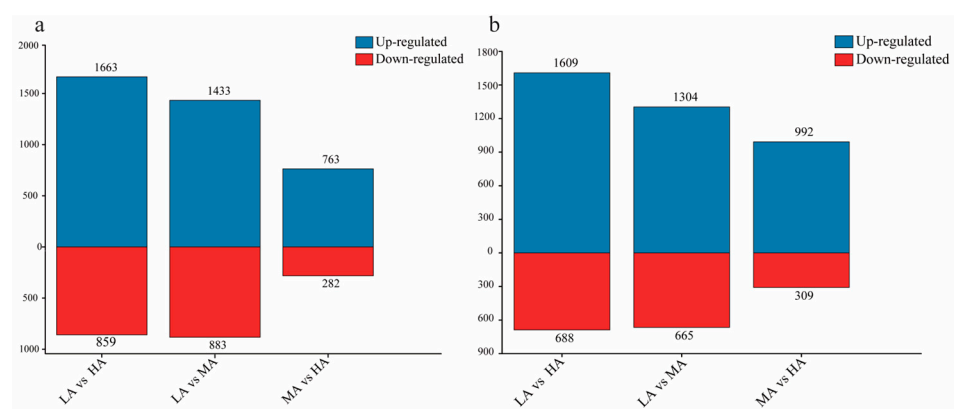 a
Up-regulated
Down-regulated
2000
1500
1000
500
0
500
1000
1663
1433
763
859
883
282
LA vs HA
LA vs MA
MA vs HA
b
Up-regulated
Down-regulated
1800
1500
1200
900
600
300
0
300
600
900
1609
1304
992
688
665
309
LA vs HA
LA vs MA
MA vs HA